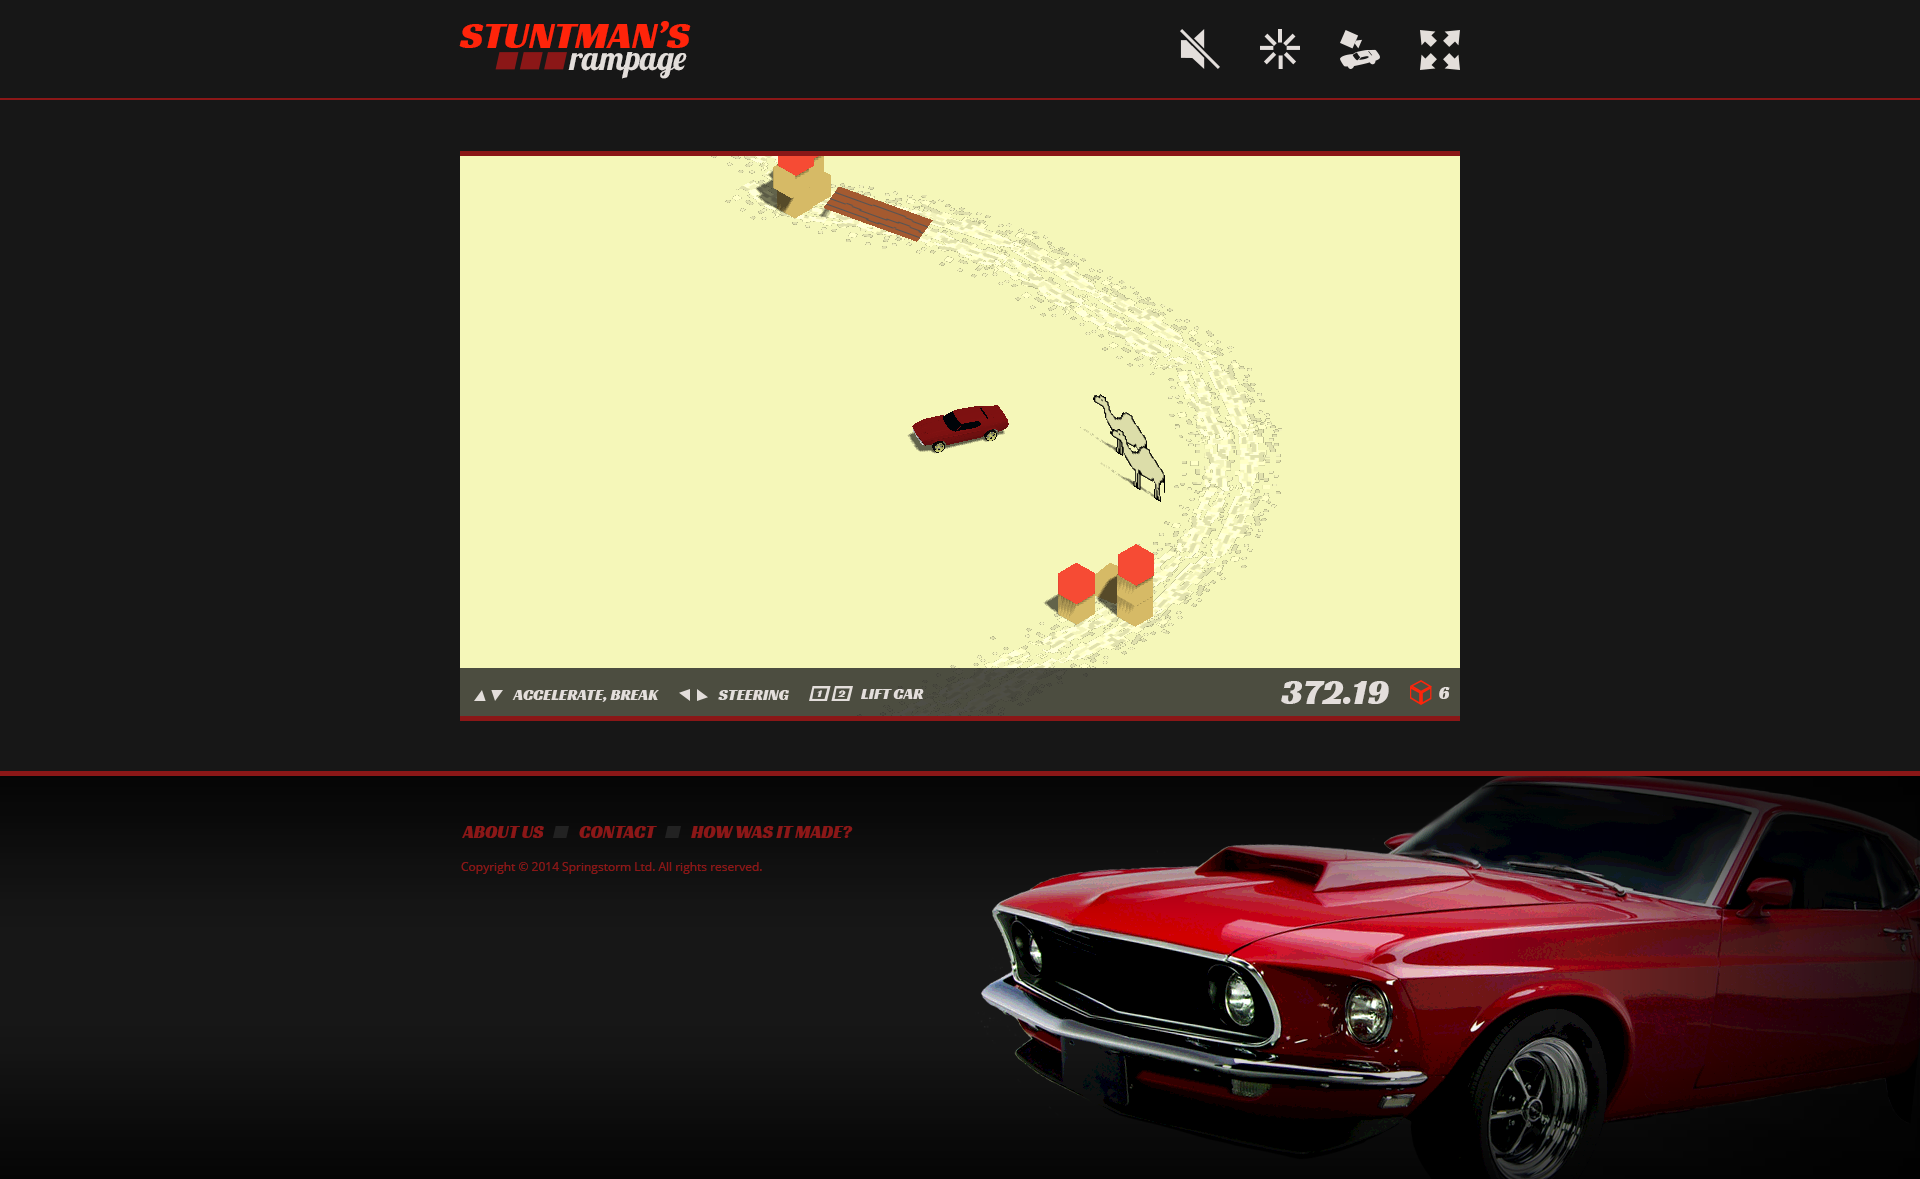 STUNTMAN'S
rampage
ACCELERATE, BREAK STEERING 1 2 LIFT CAR 372.19 6
ABOUT US CONTACT HOW WAS IT MADE?
Copyright © 2014 Springstorm Ltd. All rights reserved.